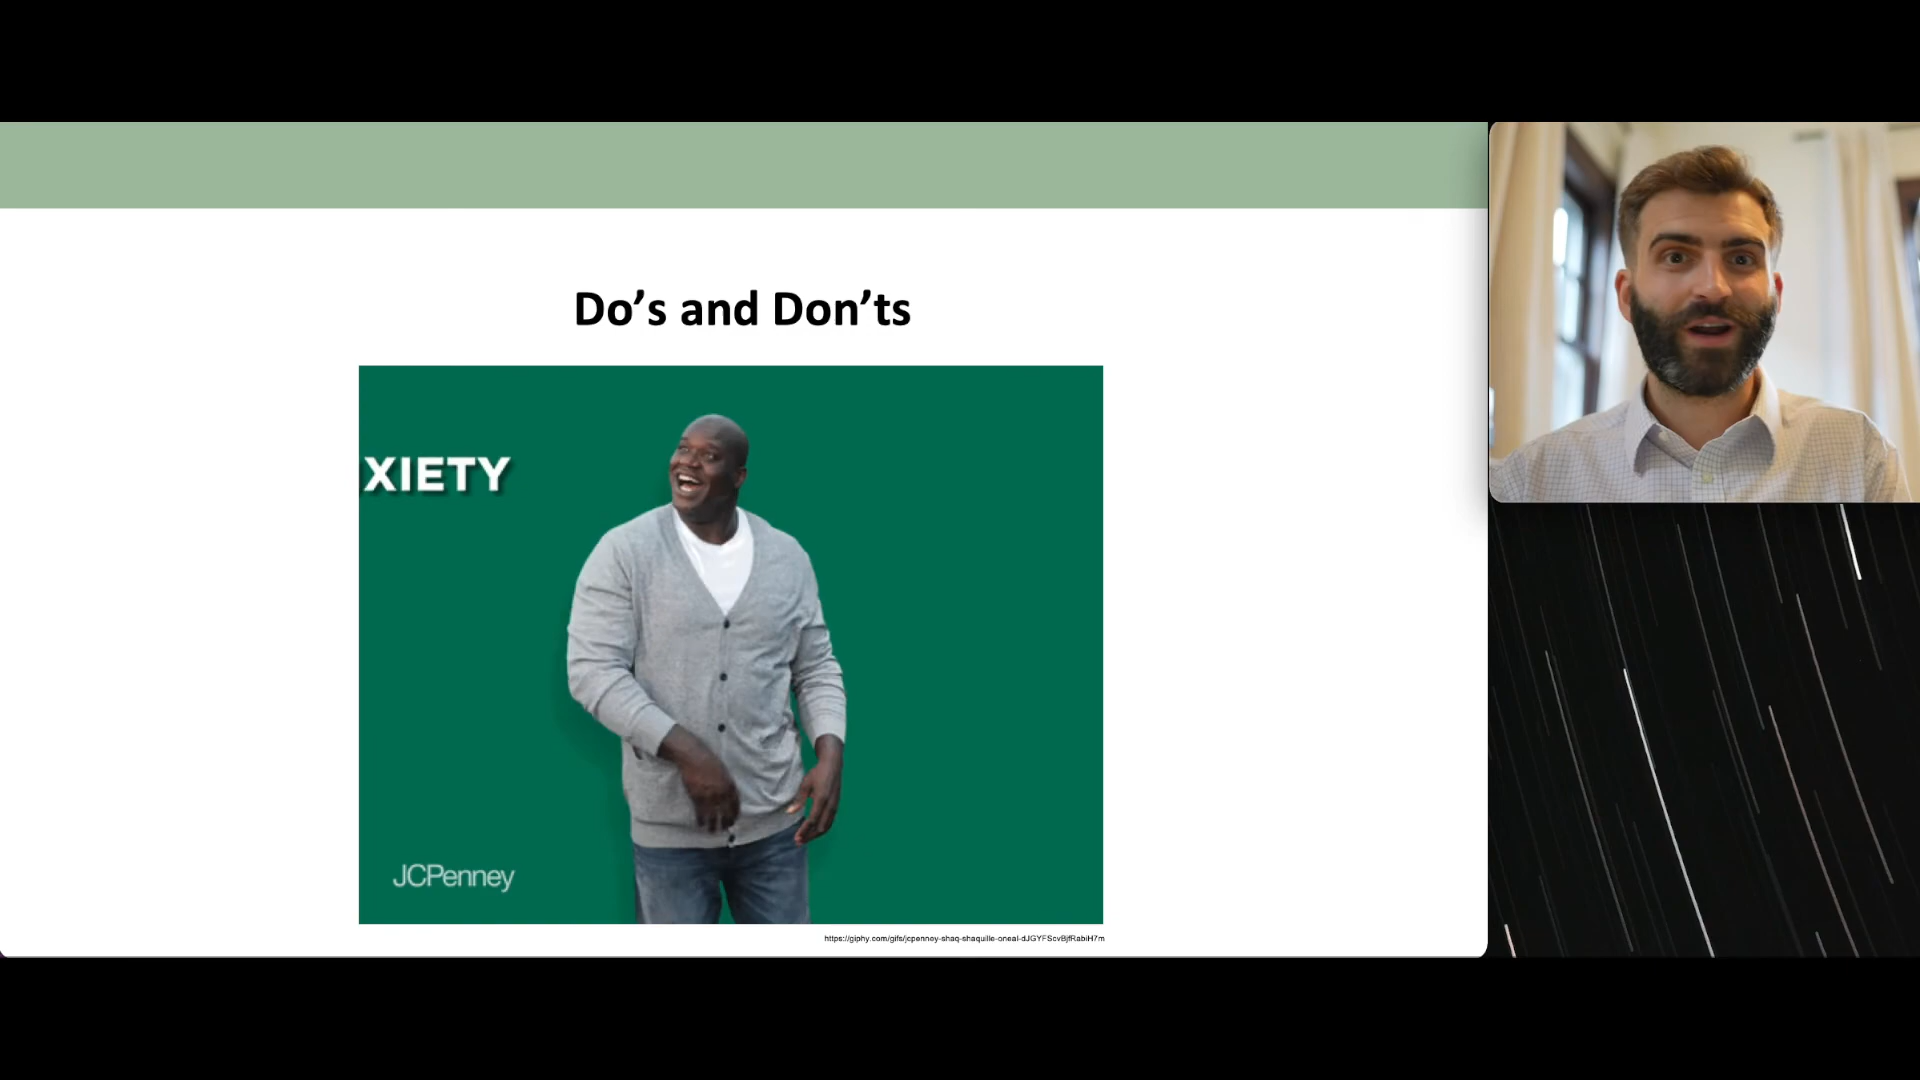 Do’s and Don’ts
XIETY
JCPenney
https://giphy.com/gifs/jcpenney-shaq-shaquille-oneal-dJGYFScvBjfRabiH7m